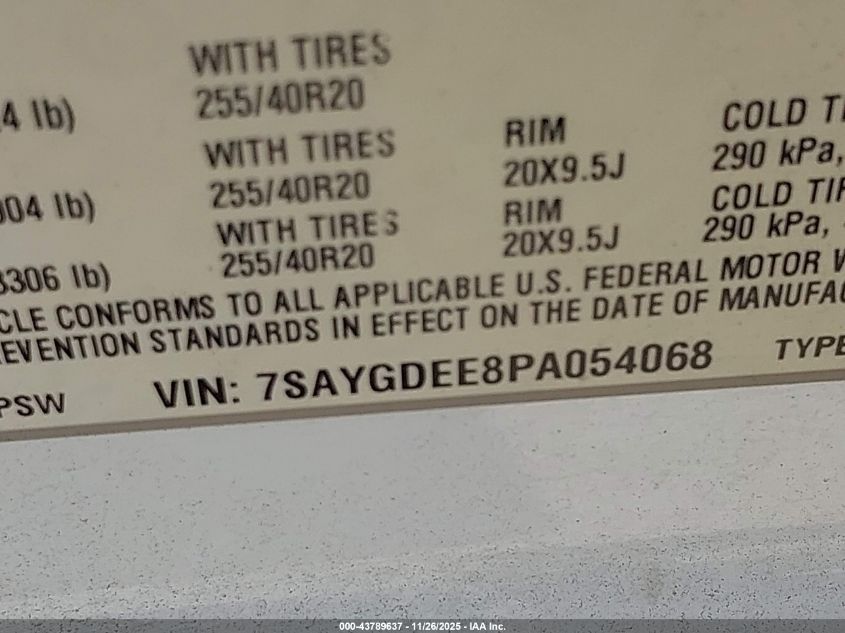 WITH TIRES
4 lb) 255/40R20 COLD TI
WITH TIRES RIM 290 kPa,
004 lb) 255/40R20 20X9.5J COLD TIR
WITH TIRES RIM 290 kPa,
3306 lb) 255/40R20 20X9.5J
CLE CONFORMS TO ALL APPLICABLE U.S. FEDERAL MOTOR V
EVENTION STANDARDS IN EFFECT ON THE DATE OF MANUFAC
PSW VIN: 7SAYGDEE8PA054068 TYPE
000-43789637 - 11/26/2025 - IAA Inc.